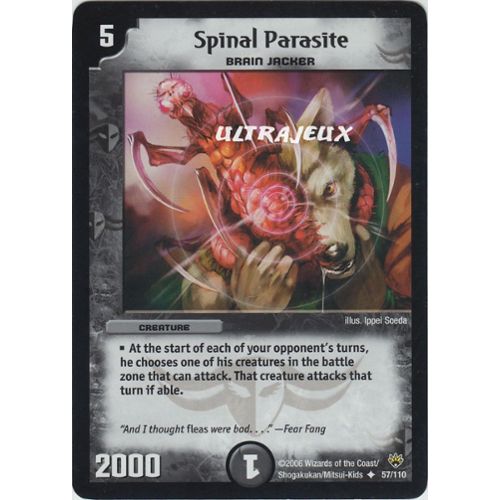 5
Spinal Parasite
BRAIN JACKER
ULTRAJEUX
illus. Ippei Soeda
CREATURE
▪ At the start of each of your opponent's turns,
he chooses one of his creatures in the battle
zone that can attack. That creature attacks that
turn if able.
"And I thought fleas were bad. . . ." —Fear Fang
2000
1
©2006 Wizards of the Coast/
Shogakukan/Mitsui-Kids ♦ 57/110